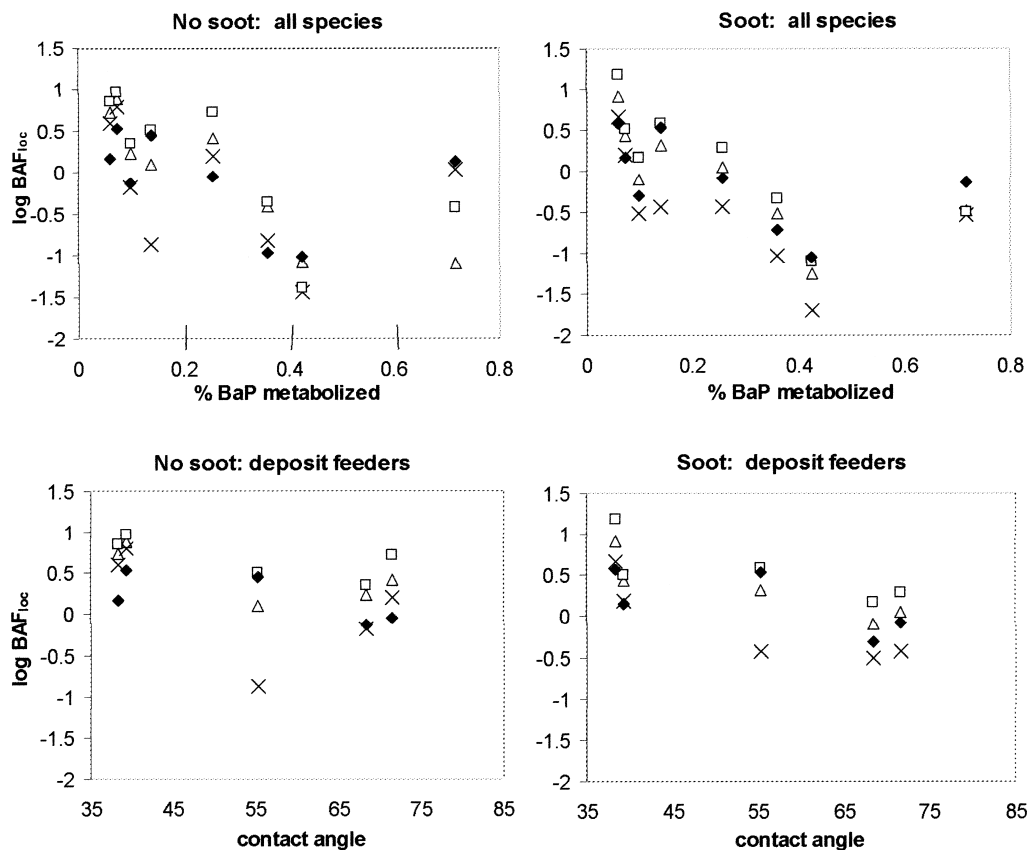 No soot: all species
1.5
1
0.5
0
-0.5
-1
-1.5
-2
log BAFloc
0 0.2 0.4 0.6 0.8
% BaP metabolized
Soot: all species
1.5
1
0.5
0
-0.5
-1
-1.5
-2
0 0.2 0.4 0.6 0.8
% BaP metabolized
No soot: deposit feeders
1.5
1
0.5
0
-0.5
-1
-1.5
-2
log BAFloc
35 45 55 65 75 85
contact angle
Soot: deposit feeders
1.5
1
0.5
0
-0.5
-1
-1.5
-2
35 45 55 65 75 85
contact angle